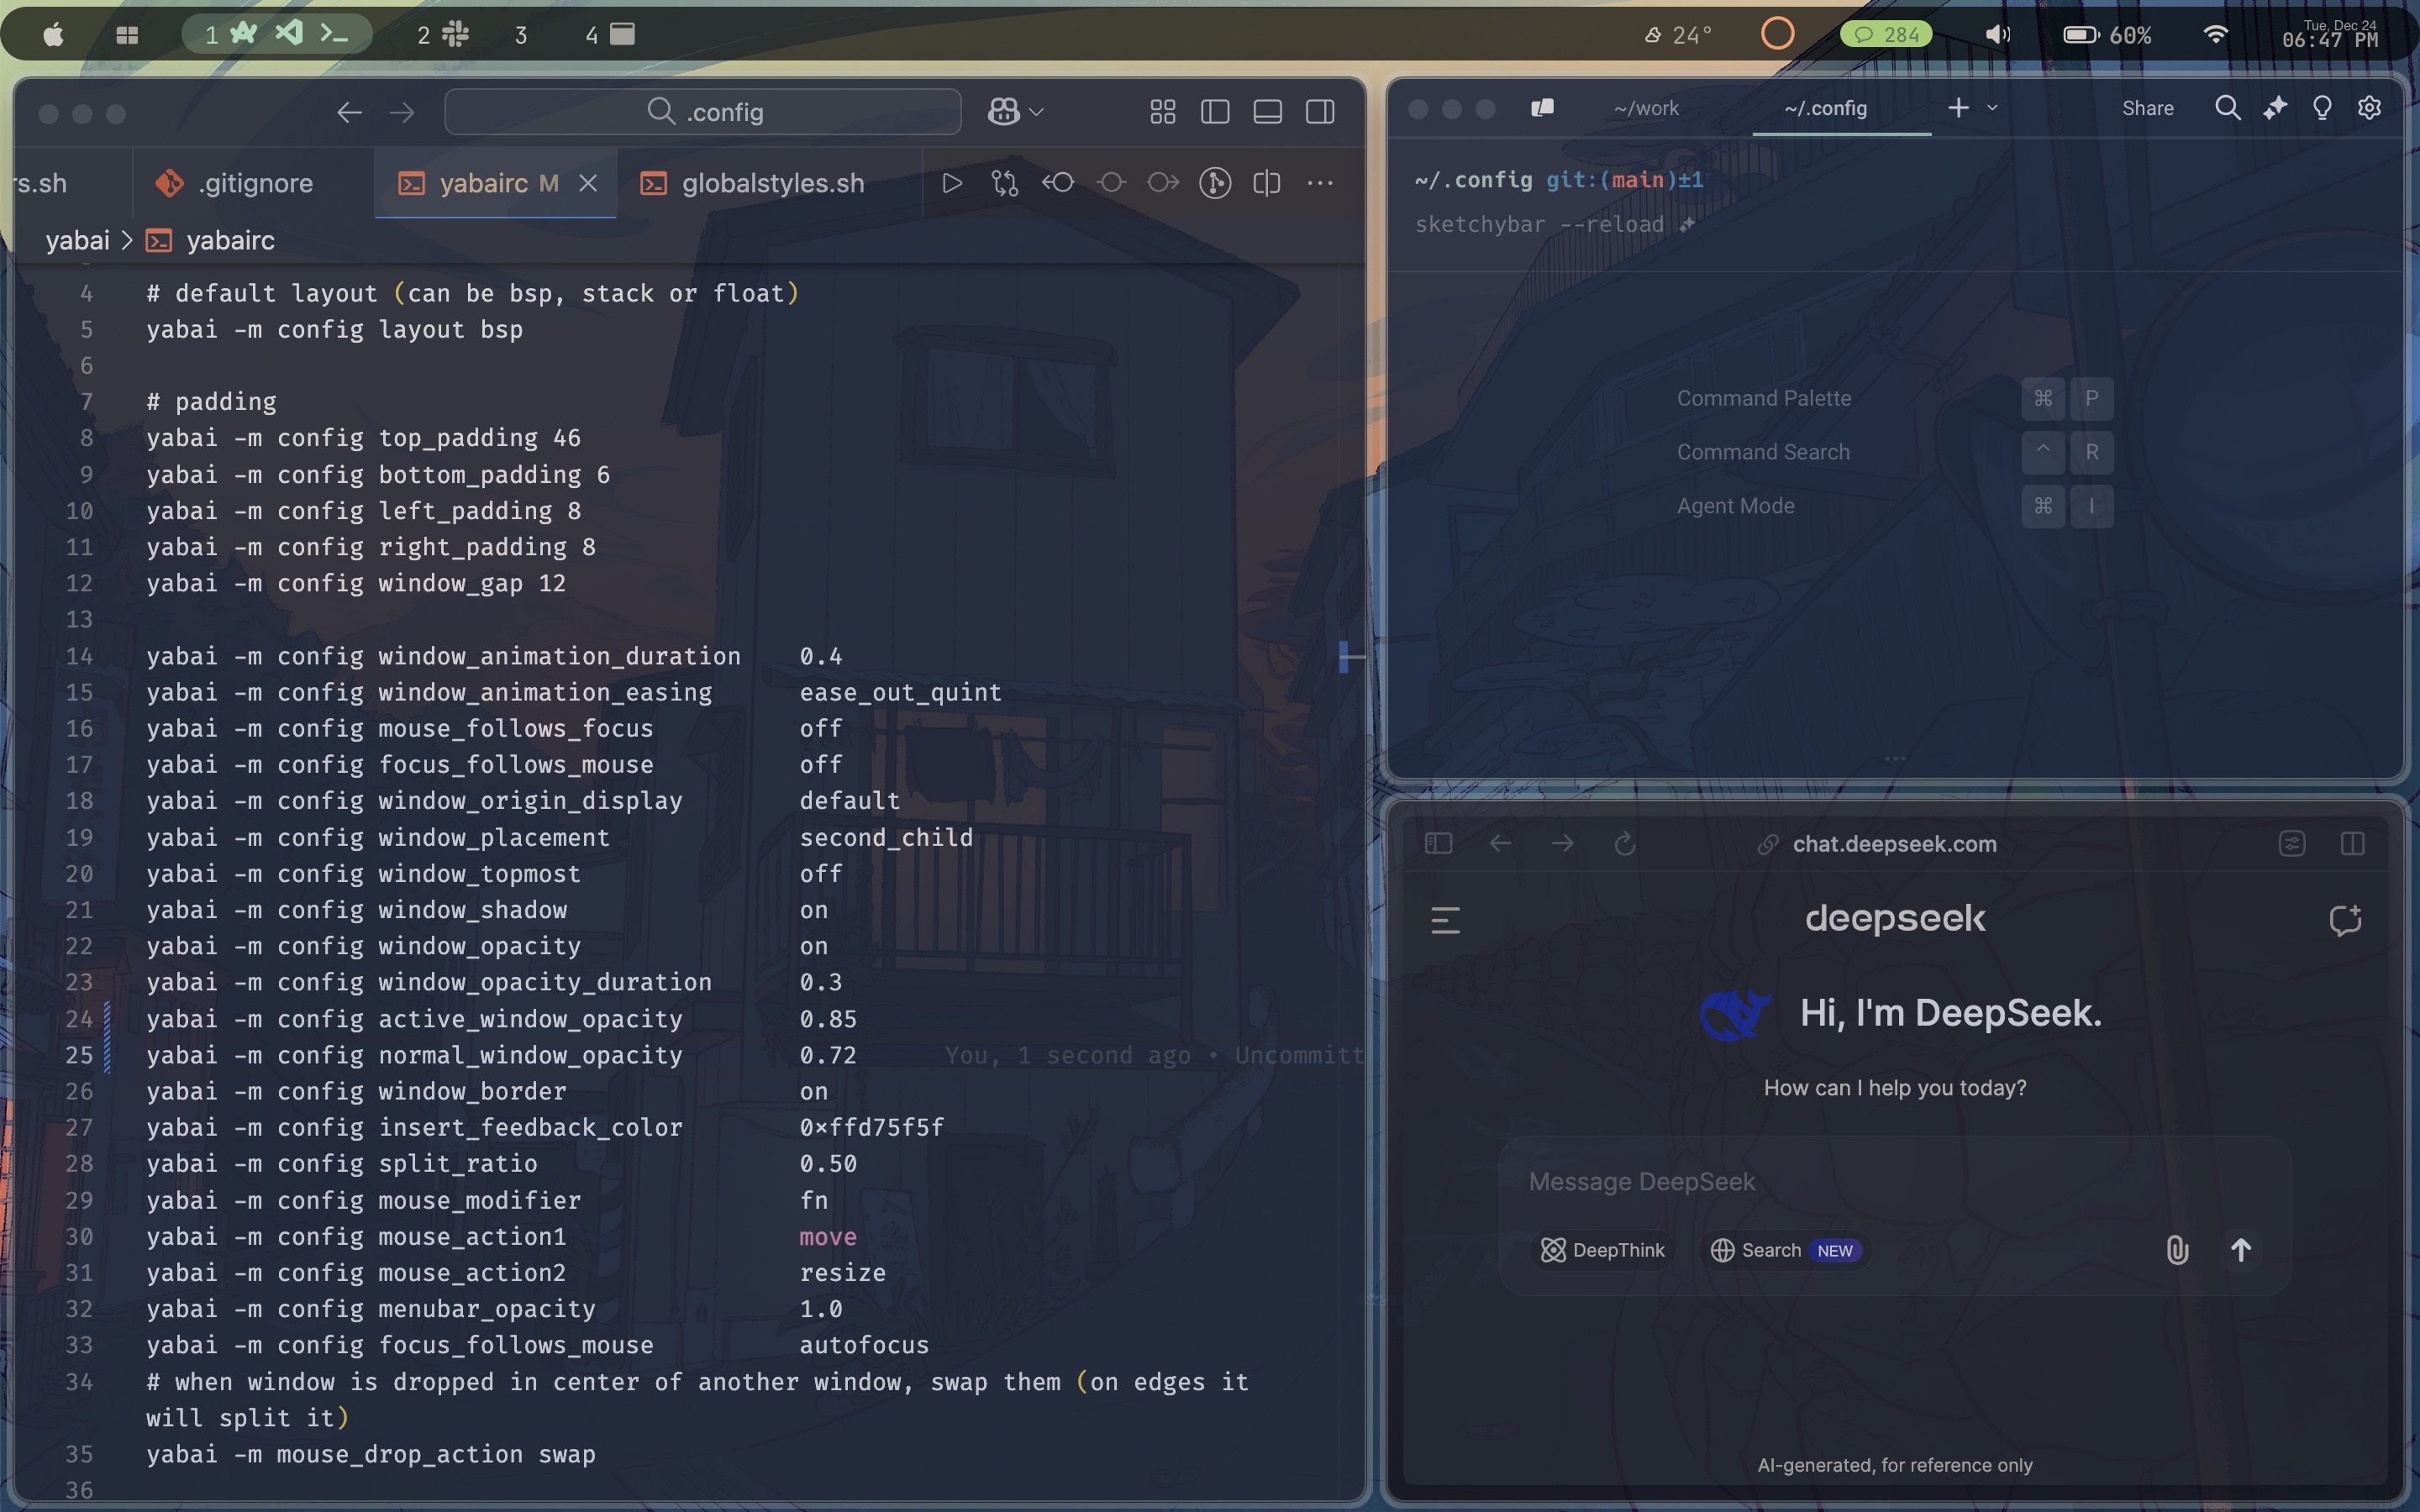 1 2 3 4 24° 284 60% Tue, Dec 24
06:47 PM
.config
rs.sh .gitignore yabairc M globalstyles.sh
yabai > yabairc
4 # default layout (can be bsp, stack or float)
5 yabai -m config layout bsp
6
7 # padding
8 yabai -m config top_padding 46
9 yabai -m config bottom_padding 6
10 yabai -m config left_padding 8
11 yabai -m config right_padding 8
12 yabai -m config window_gap 12
13
14 yabai -m config window_animation_duration 0.4
15 yabai -m config window_animation_easing ease_out_quint
16 yabai -m config mouse_follows_focus off
17 yabai -m config focus_follows_mouse off
18 yabai -m config window_origin_display default
19 yabai -m config window_placement second_child
20 yabai -m config window_topmost off
21 yabai -m config window_shadow on
22 yabai -m config window_opacity on
23 yabai -m config window_opacity_duration 0.3
24 yabai -m config active_window_opacity 0.85
25 yabai -m config normal_window_opacity 0.72 You, 1 second ago • Uncommitt
26 yabai -m config window_border on
27 yabai -m config insert_feedback_color 0xffd75f5f
28 yabai -m config split_ratio 0.50
29 yabai -m config mouse_modifier fn
30 yabai -m config mouse_action1 move
31 yabai -m config mouse_action2 resize
32 yabai -m config menubar_opacity 1.0
33 yabai -m config focus_follows_mouse autofocus
34 # when window is dropped in center of another window, swap them (on edges it
will split it)
35 yabai -m mouse_drop_action swap
36
~/work ~/.config Share
~/.config git:(main)±1
sketchybar --reload
Command Palette ⌘ P
Command Search ^ R
Agent Mode ⌘ I
chat.deepseek.com
deepseek
Hi, I'm DeepSeek.
How can I help you today?
Message DeepSeek
DeepThink Search NEW
AI-generated, for reference only